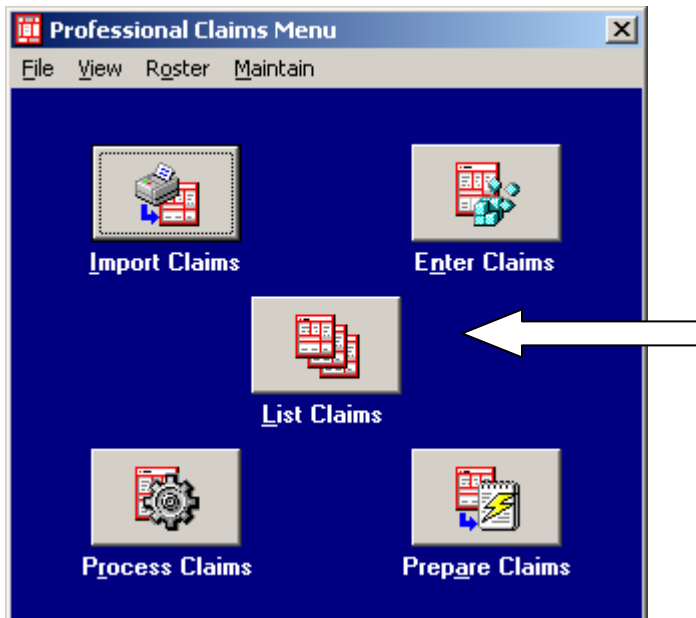 Professional Claims Menu
File View Roster Maintain
Import Claims Enter Claims
List Claims
Process Claims Prepare Claims